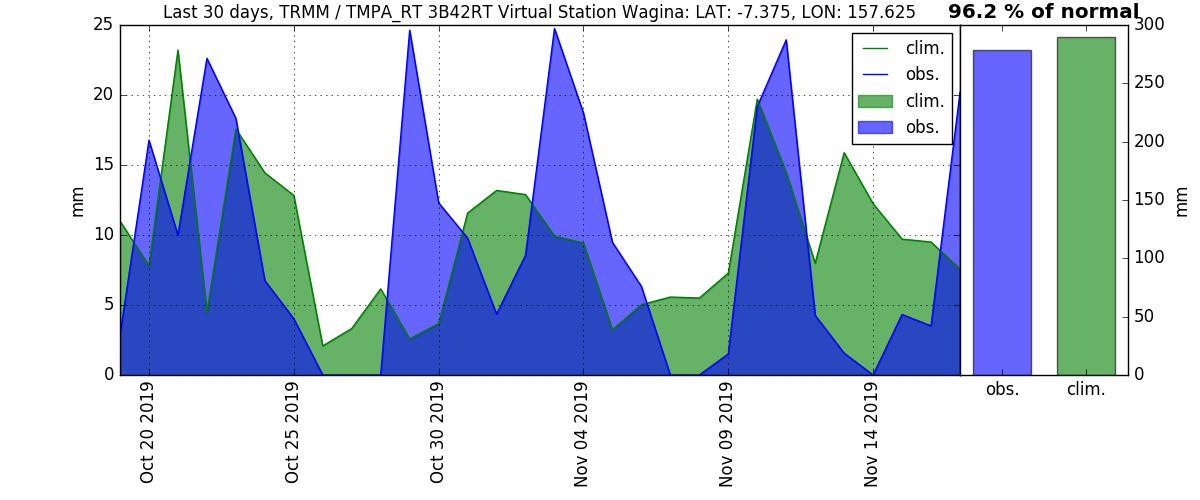 Last 30 days, TRMM / TMPA_RT 3B42RT Virtual Station Wagina: LAT: -7.375, LON: 157.625
96.2 % of normal
25
20
15
10
5
0
mm
clim.
obs.
clim.
obs.
300
250
200
150
100
50
0
mm
Oct 20 2019
Oct 25 2019
Oct 30 2019
Nov 04 2019
Nov 09 2019
Nov 14 2019
obs.
clim.